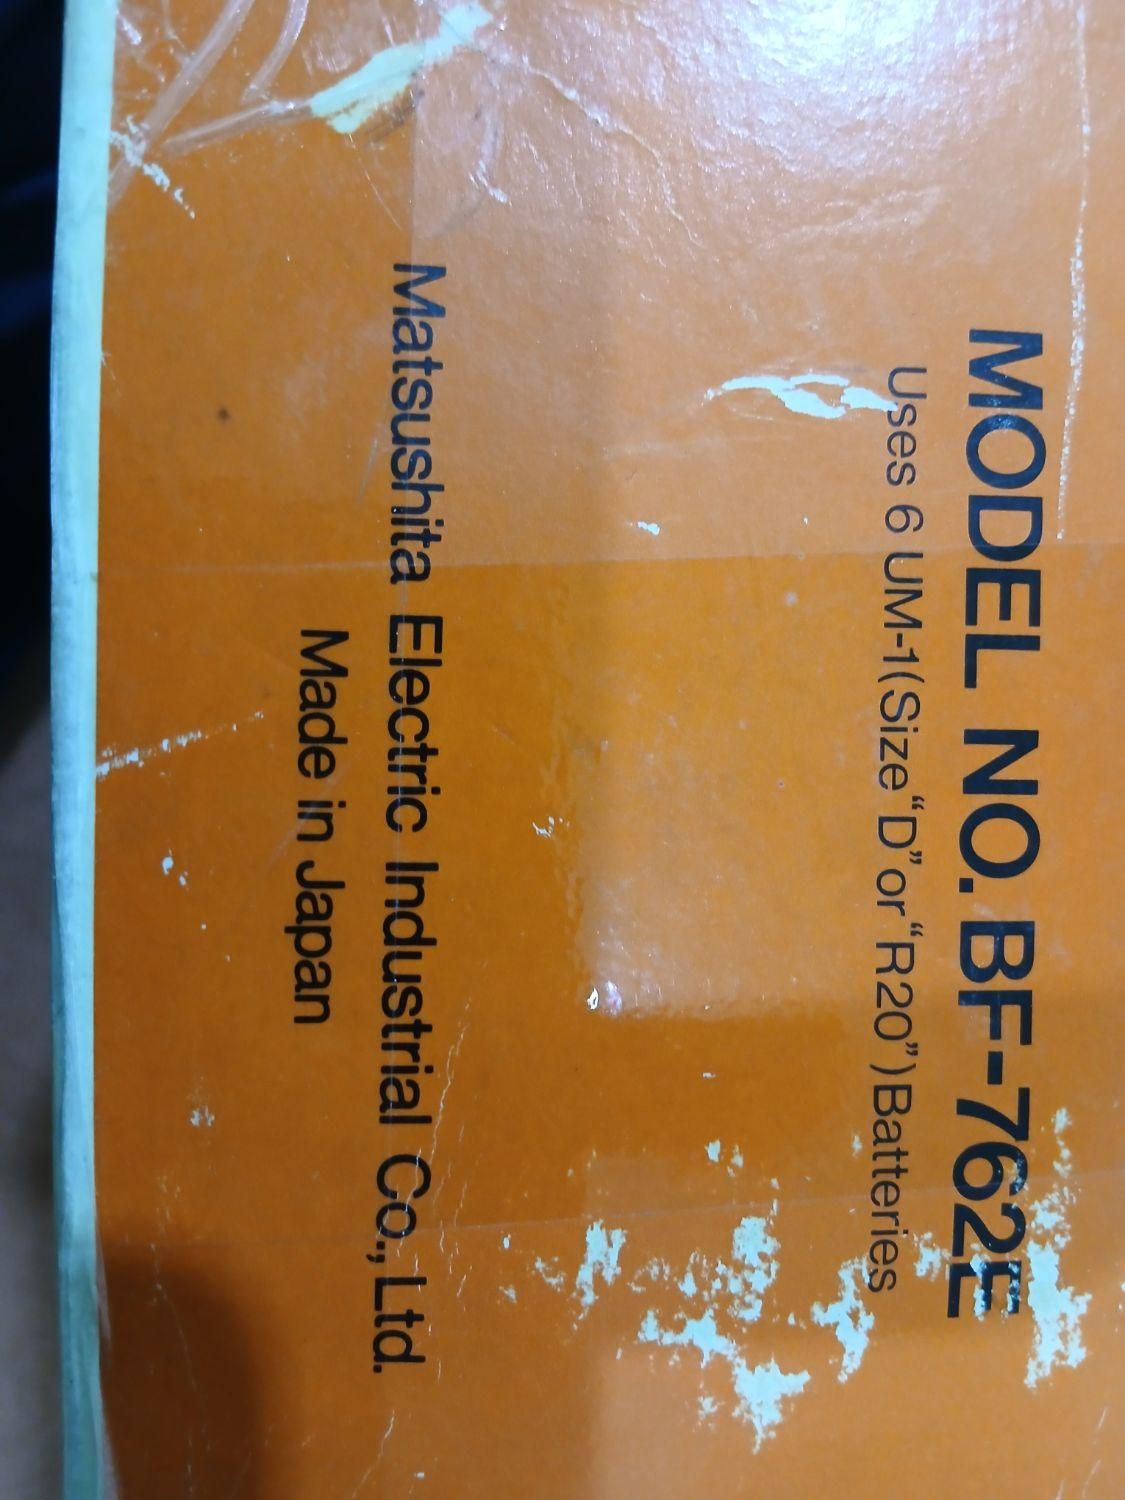 MODEL NO. BF-762E
Uses 6 UM-1(Size“D”or“R20”)Batteries
Matsushita Electric Industrial Co., Ltd.
Made in Japan